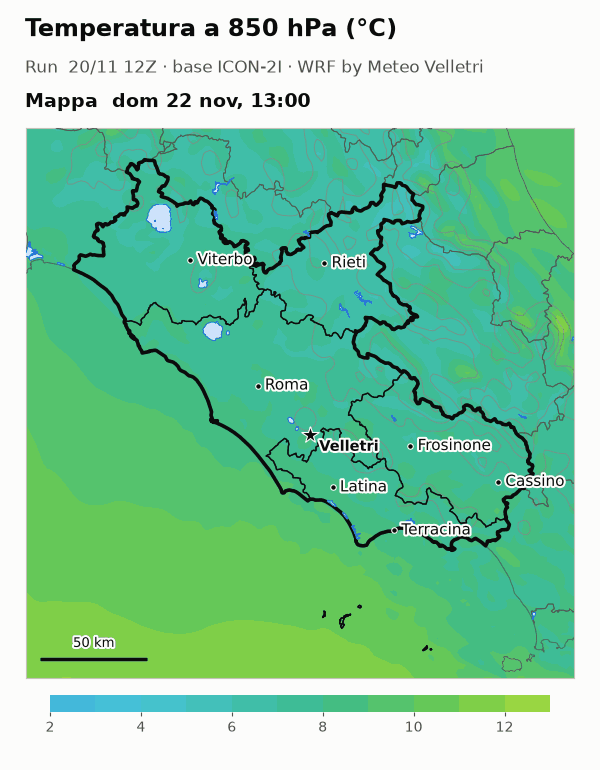 Temperatura a 850 hPa (°C)
Run  20/11 12Z · base ICON-2I · WRF by Meteo Velletri
Mappa  dom 22 nov, 13:00
Viterbo
Rieti
Roma
Velletri
Frosinone
Latina
Cassino
Terracina
50 km
2 4 6 8 10 12